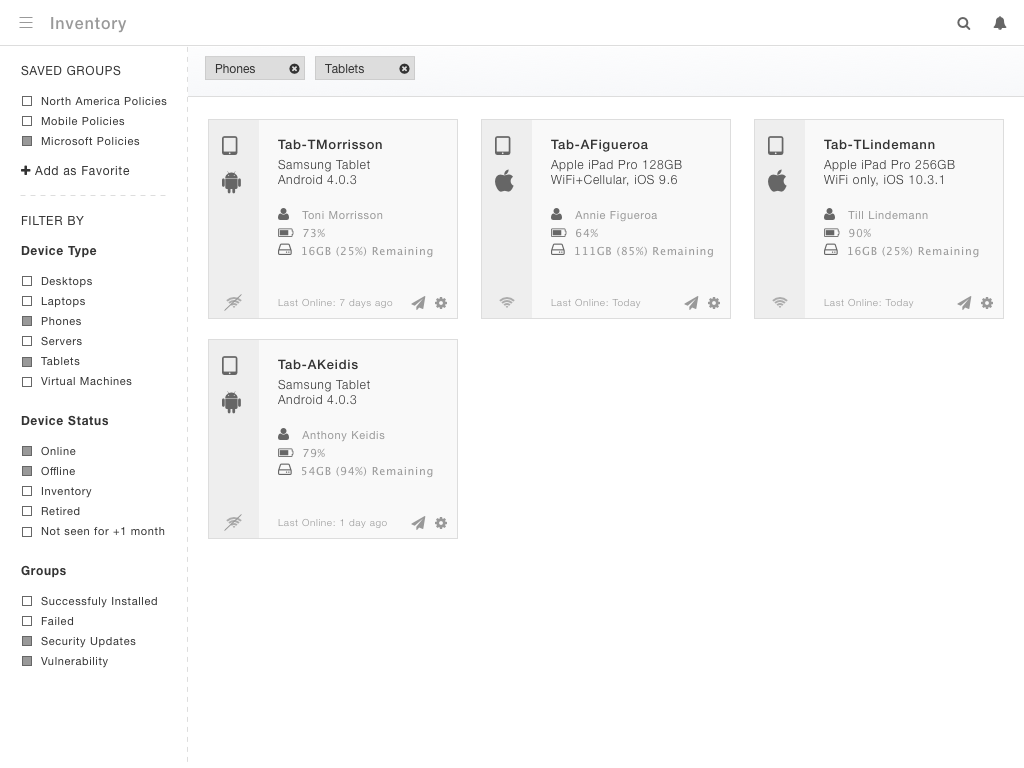 Inventory
SAVED GROUPS
North America Policies
Mobile Policies
Microsoft Policies
Add as Favorite
FILTER BY
Device Type
Desktops
Laptops
Phones
Servers
Tablets
Virtual Machines
Device Status
Online
Offline
Inventory
Retired
Not seen for +1 month
Groups
Successfuly Installed
Failed
Security Updates
Vulnerability
Phones
Tablets
Tab-TMorrisson
Samsung Tablet
Android 4.0.3
Toni Morrisson
73%
16GB (25%) Remaining
Last Online: 7 days ago
Tab-AFigueroa
Apple iPad Pro 128GB
WiFi+Cellular, iOS 9.6
Annie Figueroa
64%
111GB (85%) Remaining
Last Online: Today
Tab-TLindemann
Apple iPad Pro 256GB
WiFi only, iOS 10.3.1
Till Lindemann
90%
16GB (25%) Remaining
Last Online: Today
Tab-AKeidis
Samsung Tablet
Android 4.0.3
Anthony Keidis
79%
54GB (94%) Remaining
Last Online: 1 day ago